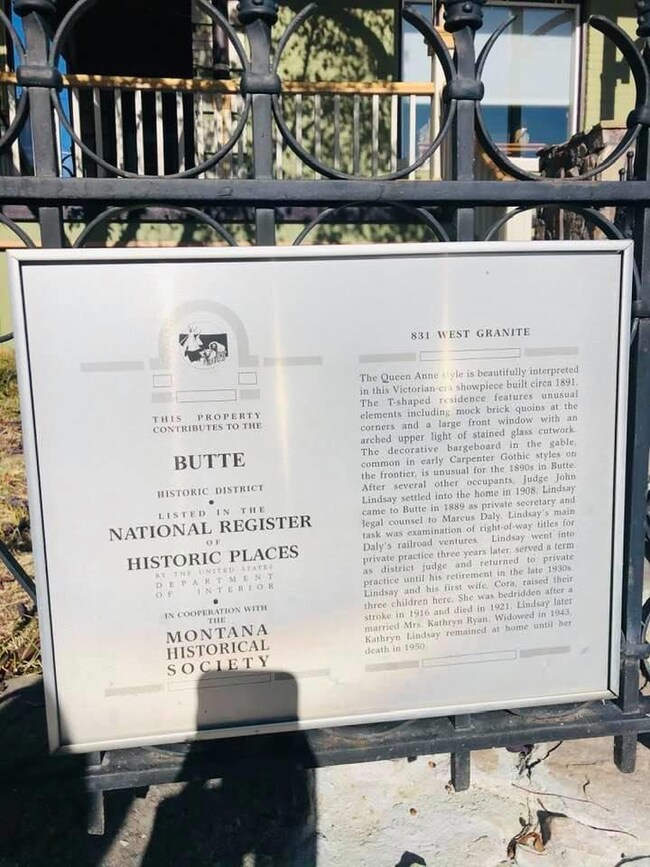 THIS PROPERTY
CONTRIBUTES TO THE
BUTTE
HISTORIC DISTRICT
LISTED IN THE
NATIONAL REGISTER
OF
HISTORIC PLACES
BY THE UNITED STATES
DEPARTMENT
OF INTERIOR
IN COOPERATION WITH
THE
MONTANA
HISTORICAL
SOCIETY
831 WEST GRANITE
The Queen Anne style is beautifully interpreted
in this Victorian-era showpiece built circa 1891.
The T-shaped residence features unusual
elements including mock brick quoins at the
corners and a large front window with an
arched upper light of stained glass cutwork.
The decorative bargeboard in the gable,
common in early Carpenter Gothic styles on
the frontier, is unusual for the 1890s in Butte.
After several other occupants, Judge John
Lindsay settled into the home in 1908. Lindsay
came to Butte in 1889 as private secretary and
legal counsel to Marcus Daly. Lindsay's main
task was examination of right-of-way titles for
Daly's railroad ventures. Lindsay went into
private practice three years later, served a term
as district judge and returned to private
practice until his retirement in the late 1930s.
Lindsay and his first wife, Cora, raised their
three children here. She was bedridden after a
stroke in 1916 and died in 1921. Lindsay later
married Mrs. Kathryn Ryan. Widowed in 1943,
Kathryn Lindsay remained at home until her
death in 1950.